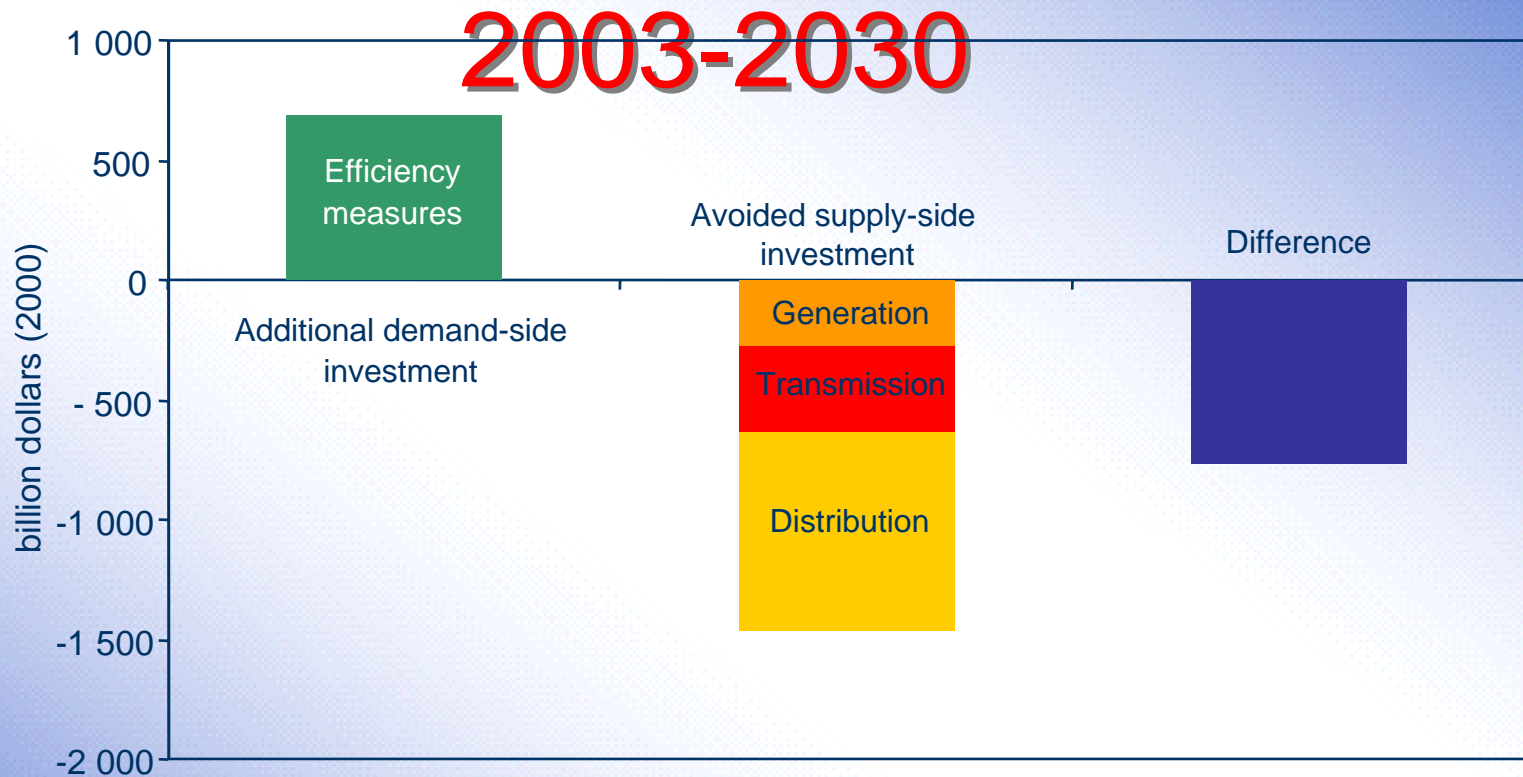 2003-2030
1 000
500
0
- 500
-1 000
-1 500
-2 000
billion dollars (2000)
Efficiency
measures
Additional demand-side
investment
Avoided supply-side
investment
Generation
Transmission
Distribution
Difference